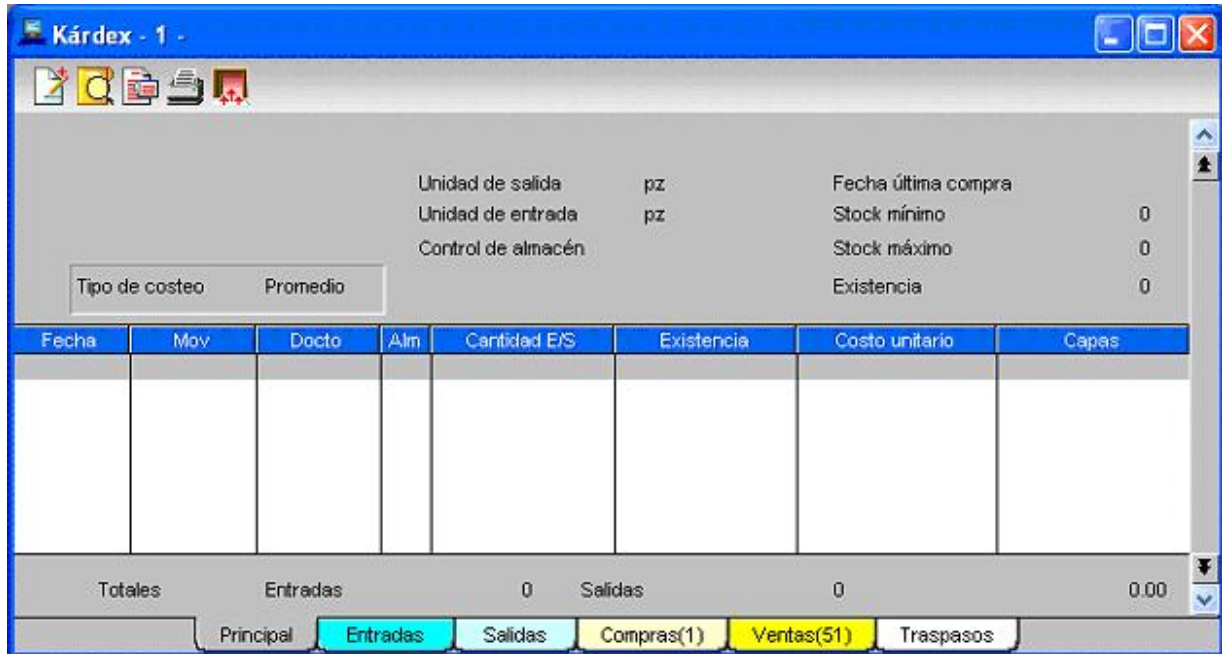 Kárdex - 1 -
Unidad de salida pz Fecha última compra
Unidad de entrada pz Stock mínimo 0
Control de almacén Stock máximo 0
Tipo de costeo Promedio Existencia 0
Fecha Mov Docto Alm Cantidad E/S Existencia Costo unitario Capas
Totales Entradas 0 Salidas 0 0.00
Principal Entradas Salidas Compras(1) Ventas(51) Traspasos